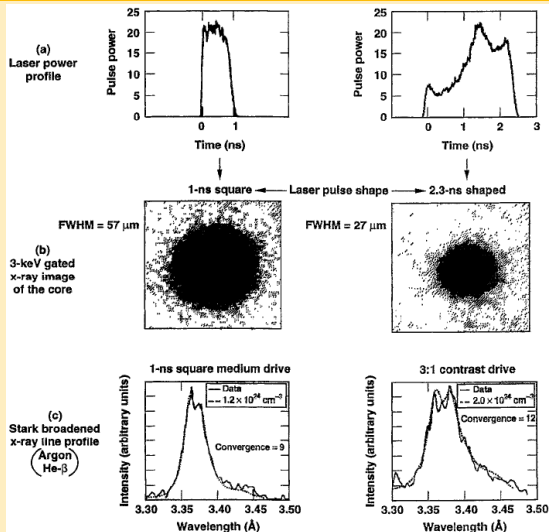 (a)
Laser power
profile
Pulse power
25
20
15
10
5
0
0 1
Time (ns)
Pulse power
25
20
15
10
5
0
0 1 2 3
Time (ns)
1-ns square
Laser pulse shape
2.3-ns shaped
(b)
3-keV gated
x-ray image
of the core
FWHM = 57 μm
FWHM = 27 μm
(c)
Stark broadened
x-ray line profile
(Argon
He-β)
1-ns square medium drive
Intensity (arbitrary units)
Data
1.2 × 10²⁴ cm⁻³
Convergence = 9
3.30 3.35 3.40 3.45 3.50
Wavelength (Å)
3:1 contrast drive
Intensity (arbitrary units)
Data
2.0 × 10²⁴ cm⁻³
Convergence = 12
3.30 3.35 3.40 3.45 3.50
Wavelength (Å)